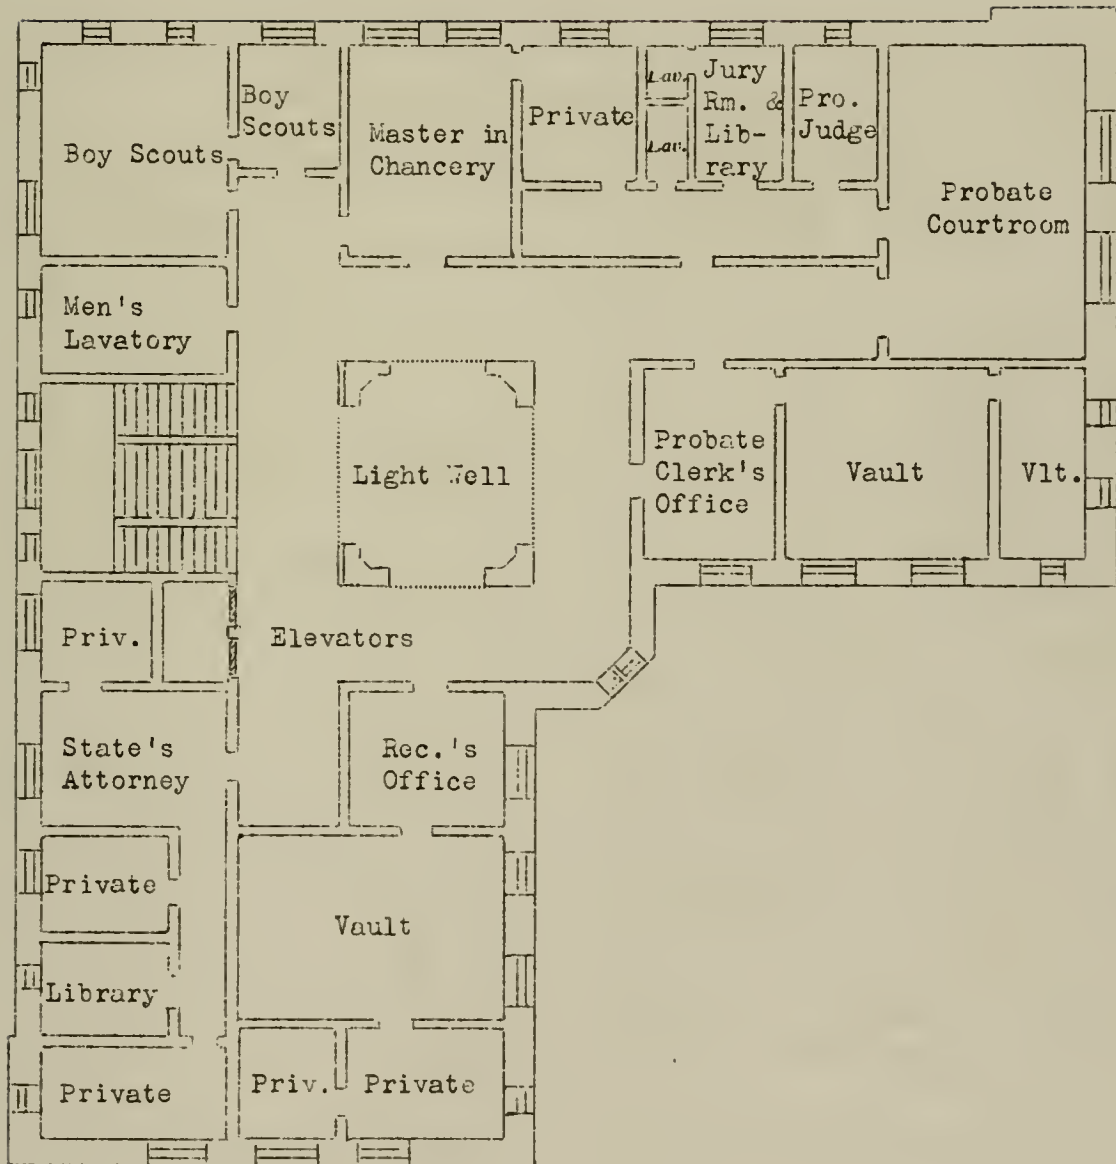 Boy
Scouts
Boy Scouts
Master in
Chancery
Private
Lav.
Lav.
Jury
Rm. &
Lib-
rary
Pro.
Judge
Probate
Courtroom
Men's
Lavatory
Light Well
Probate
Clerk's
Office
Vault
Vlt.
Priv.
Elevators
State's
Attorney
Rec.'s
Office
Private
Vault
Library
Private
Priv.
Private